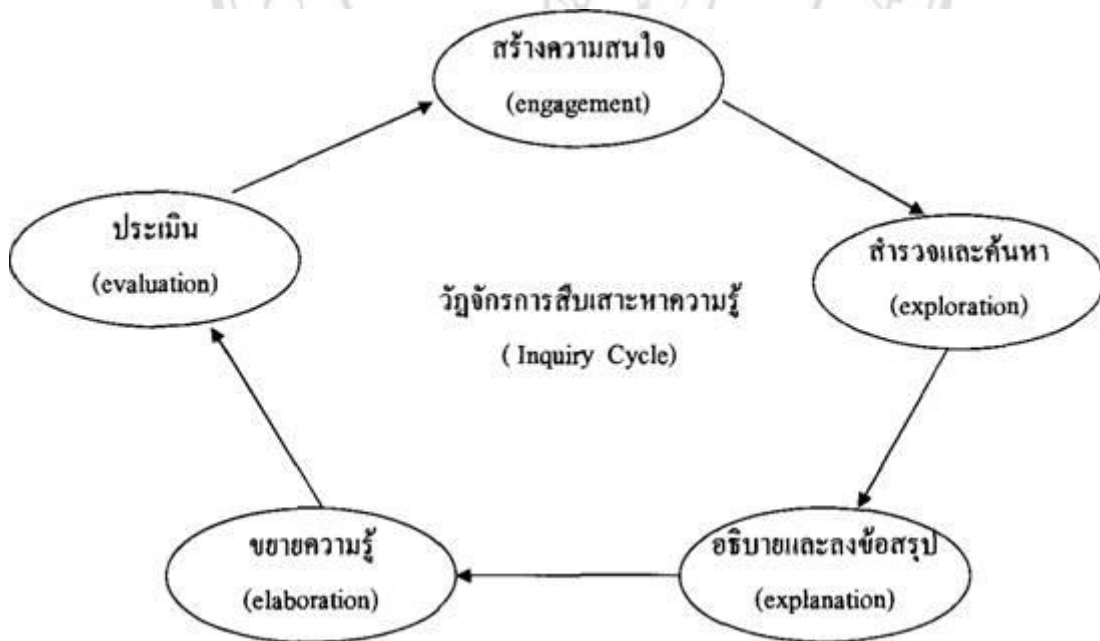 สร้างความสนใจ
(engagement)
ประเมิน
(evaluation)
สำรวจและค้นหา
(exploration)
วัฏจักรการสืบเสาะหาความรู้
( Inquiry Cycle)
ขยายความรู้
(elaboration)
อธิบายและลงข้อสรุป
(explanation)